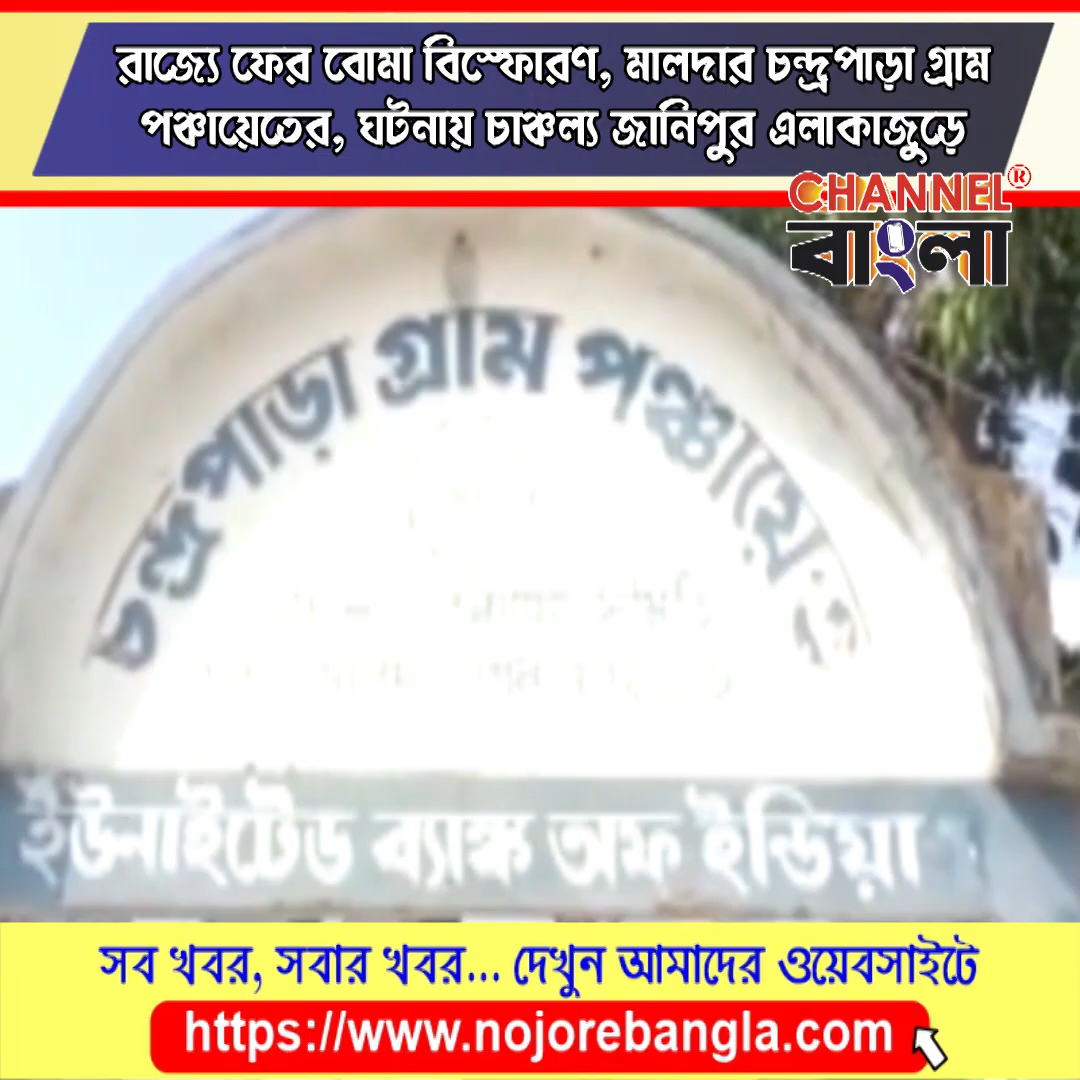 রাজ্যে ফের বোমা বিস্ফোরণ, মালদার চন্দ্রপাড়া গ্রাম
পঞ্চায়েতের, ঘটনায় চাঞ্চল্য জানিপুর এলাকাজুড়ে
CHANNEL®
বাংলা
চন্দ্রপাড়া গ্রাম পঞ্চায়েত
ইউনাইটেড ব্যাঙ্ক অফ ইন্ডিয়া
সব খবর, সবার খবর... দেখুন আমাদের ওয়েবসাইটে
https://www.nojorebangla.com